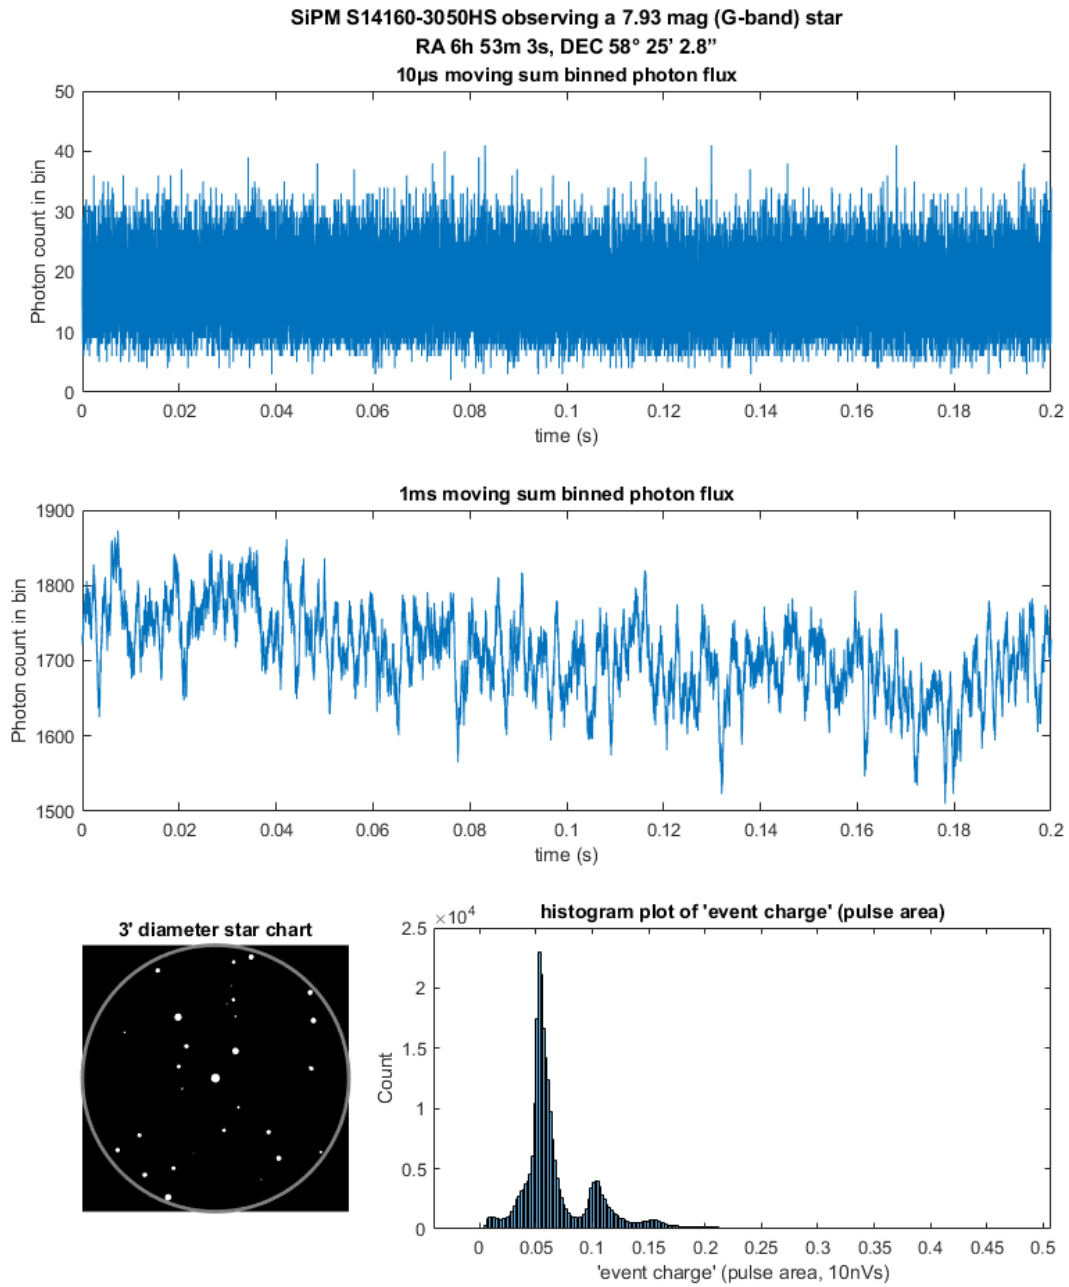 SiPM S14160-3050HS observing a 7.93 mag (G-band) star
RA 6h 53m 3s, DEC 58° 25’ 2.8”
10µs moving sum binned photon flux
50
40
30
20
10
0
Photon count in bin
0 0.02 0.04 0.06 0.08 0.1 0.12 0.14 0.16 0.18 0.2
time (s)
1ms moving sum binned photon flux
1900
1800
1700
1600
1500
Photon count in bin
0 0.02 0.04 0.06 0.08 0.1 0.12 0.14 0.16 0.18 0.2
time (s)
3' diameter star chart
histogram plot of 'event charge' (pulse area)
×10⁴
2.5
2
1.5
1
0.5
0
Count
0 0.05 0.1 0.15 0.2 0.25 0.3 0.35 0.4 0.45 0.5
'event charge' (pulse area, 10nVs)